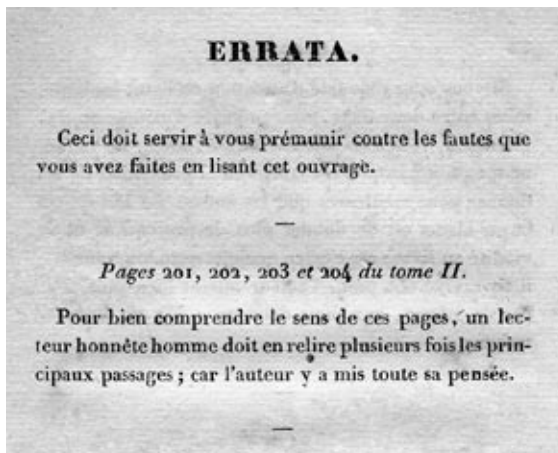 ERRATA.
Ceci doit servir à vous prémunir contre les fautes que
vous avez faites en lisant cet ouvrage.
Pages 201, 202, 203 et 204 du tome II.
Pour bien comprendre le sens de ces pages, un lec-
teur honnête homme doit en relire plusieurs fois les prin-
cipaux passages ; car l'auteur y a mis toute sa pensée.